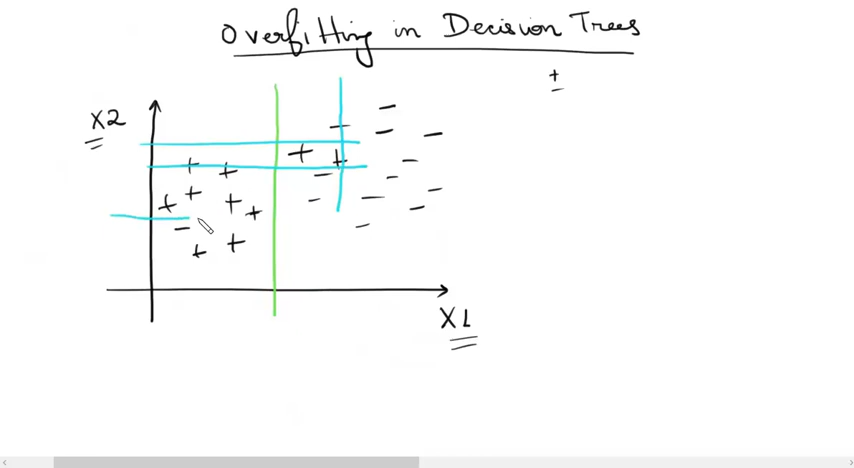 Overfitting in Decision Trees
+
-
X2
X1